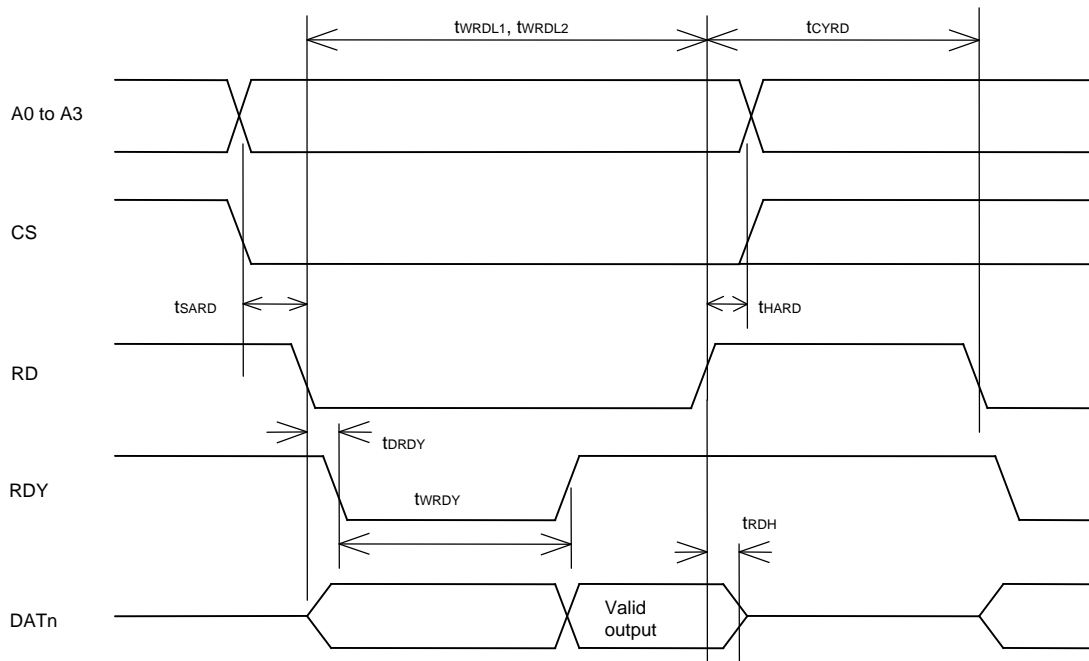 tWRDL1, tWRDL2
tCYRD
A0 to A3
CS
tSARD
tHARD
RD
tDRDY
RDY
tWRDY
tRDH
DATn
Valid
output